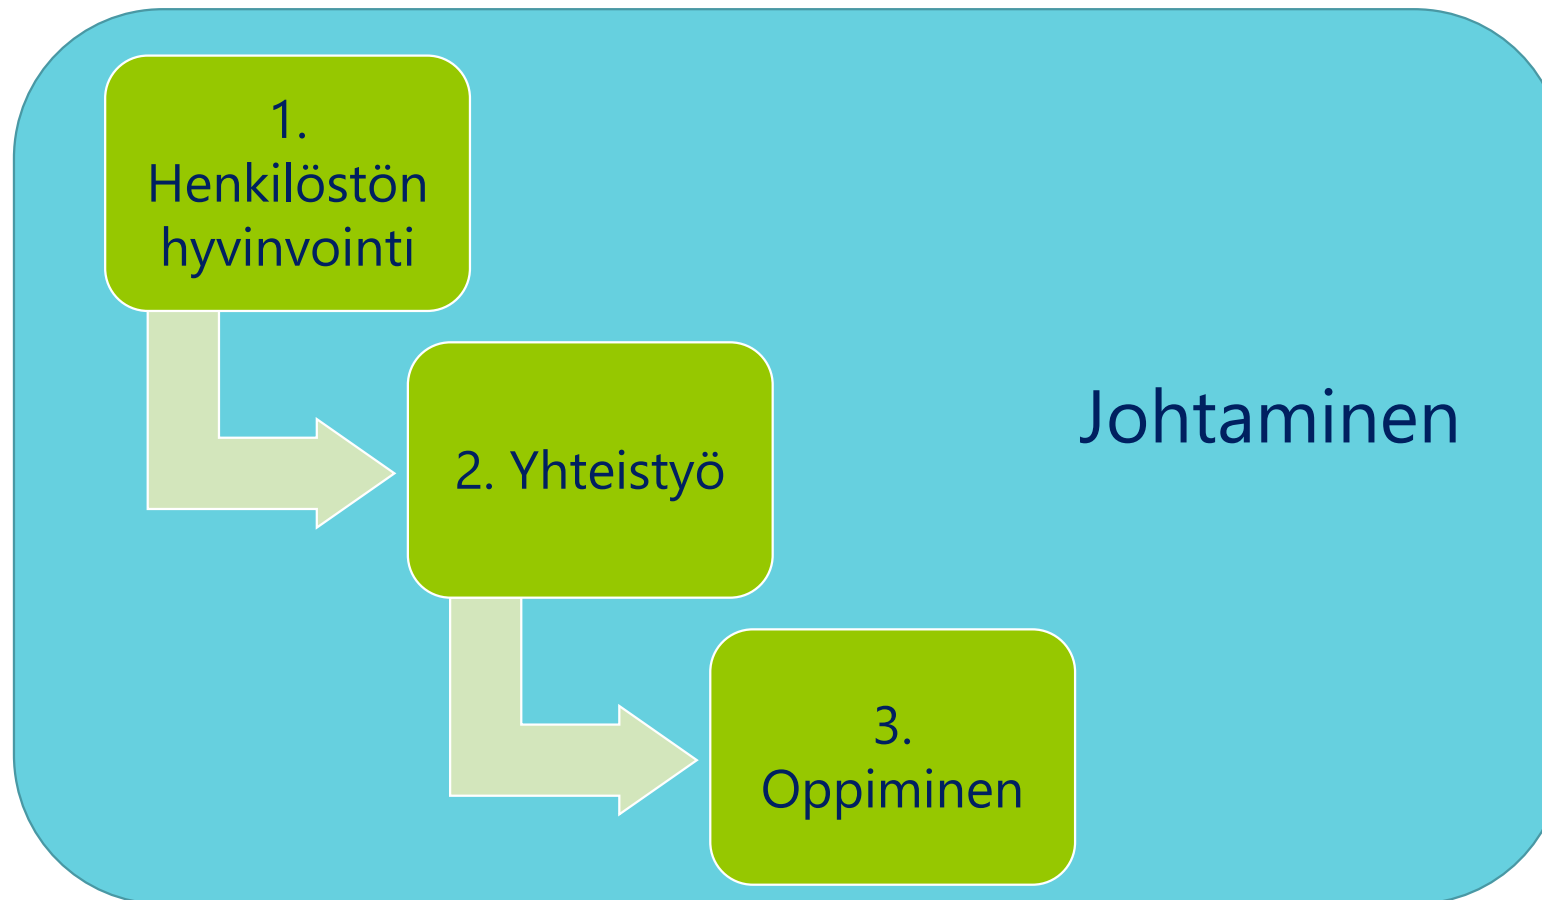 1.
Henkilöstön
hyvinvointi
Johtaminen
2. Yhteistyö
3.
Oppiminen